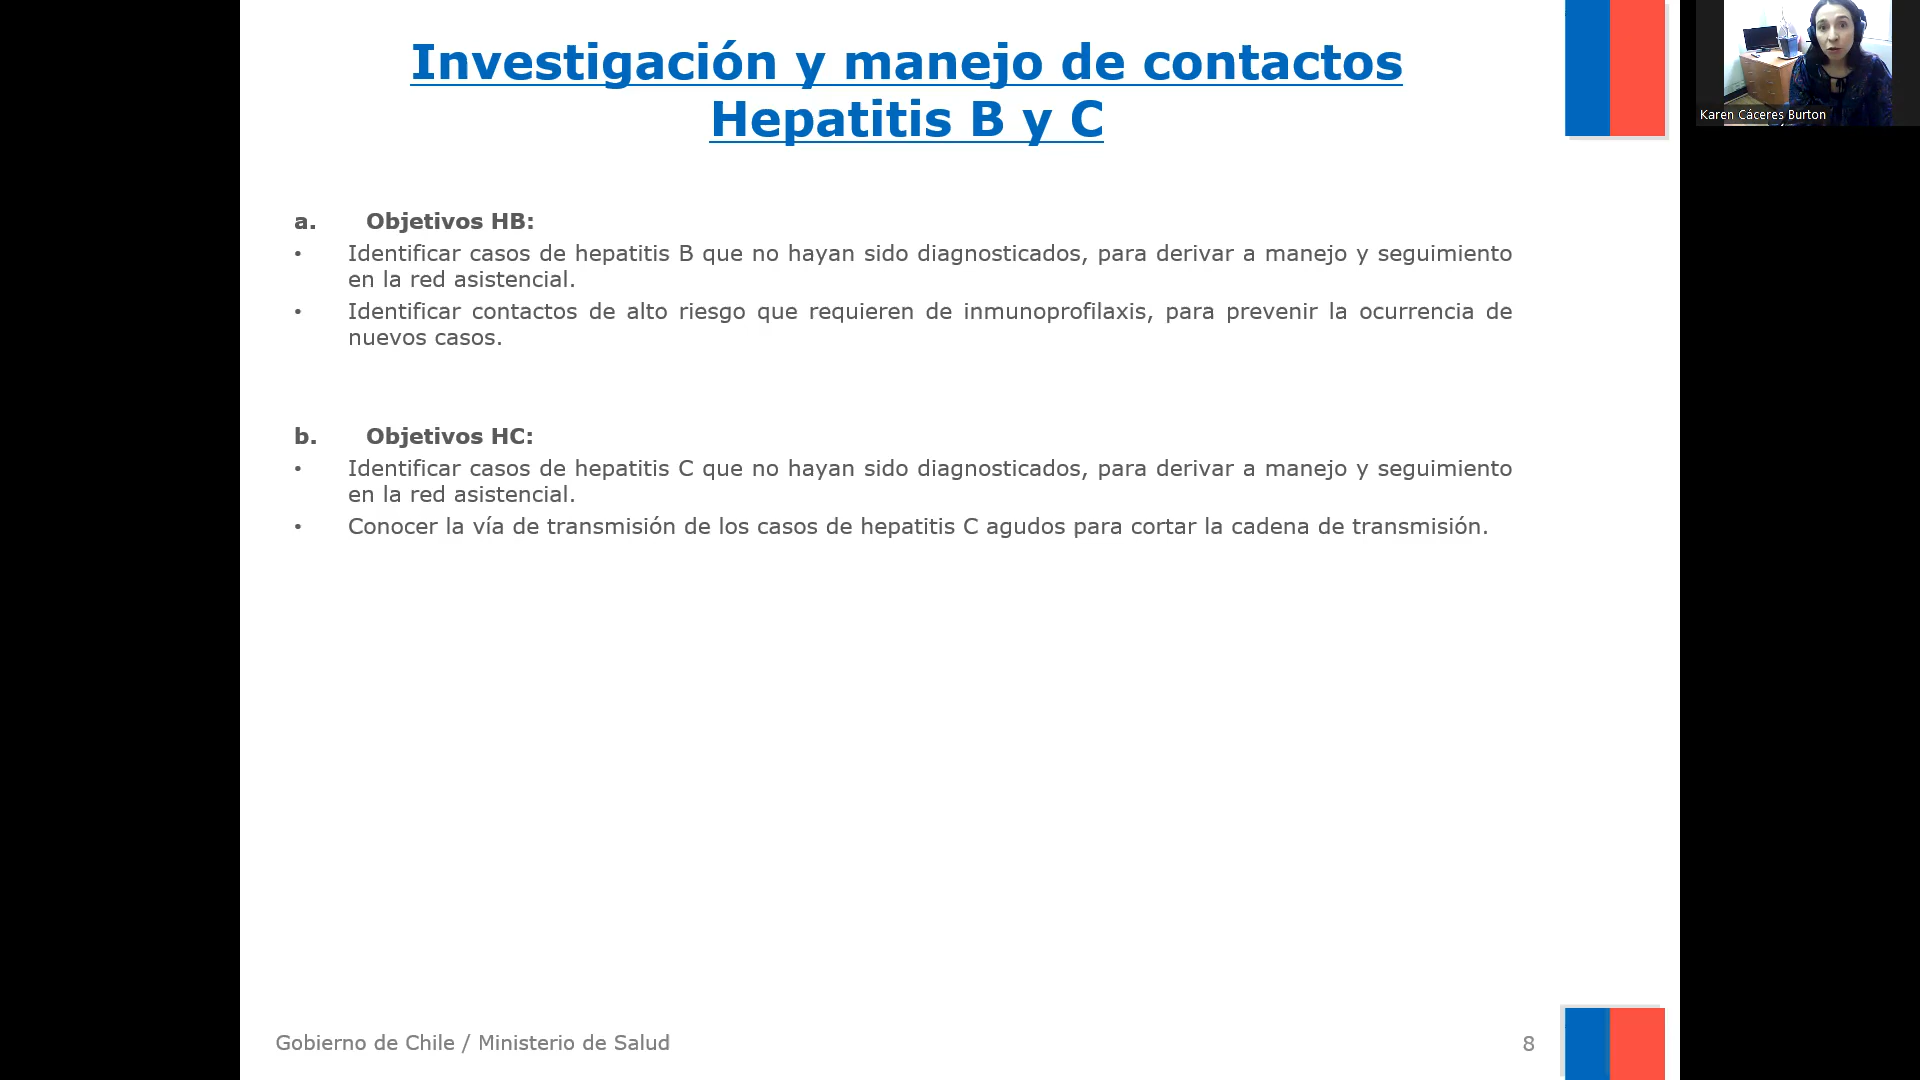 Investigación y manejo de contactos
Hepatitis B y C
Karen Cáceres Burton
a. Objetivos HB:
• Identificar casos de hepatitis B que no hayan sido diagnosticados, para derivar a manejo y seguimiento
en la red asistencial.
• Identificar contactos de alto riesgo que requieren de inmunoprofilaxis, para prevenir la ocurrencia de
nuevos casos.
b. Objetivos HC:
• Identificar casos de hepatitis C que no hayan sido diagnosticados, para derivar a manejo y seguimiento
en la red asistencial.
• Conocer la vía de transmisión de los casos de hepatitis C agudos para cortar la cadena de transmisión.
Gobierno de Chile / Ministerio de Salud
8